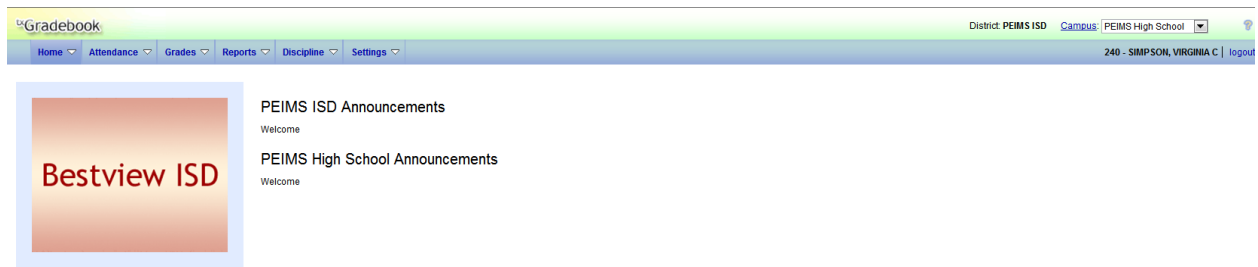 txGradebook
District: PEIMS ISD Campus: PEIMS High School
Home Attendance Grades Reports Discipline Settings
240 - SIMPSON, VIRGINIA C | logout
Bestview ISD
PEIMS ISD Announcements
Welcome
PEIMS High School Announcements
Welcome